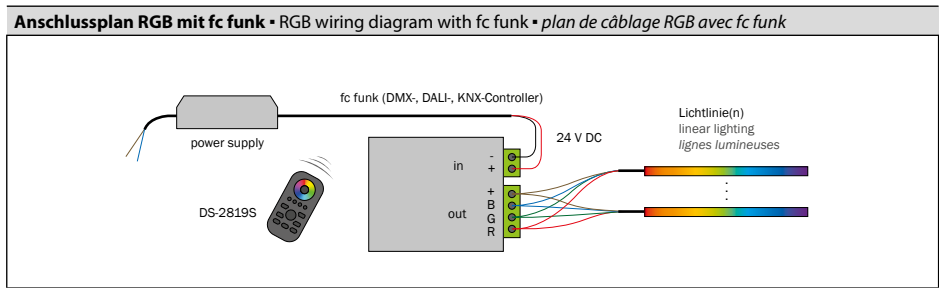 Anschlussplan RGB mit fc funk ▪ RGB wiring diagram with fc funk ▪ plan de câblage RGB avec fc funk
fc funk (DMX-, DALI-, KNX-Controller)
power supply
24 V DC
Lichtlinie(n)
linear lighting
lignes lumineuses
in
-
+
DS-2819S
out
+
B
G
R